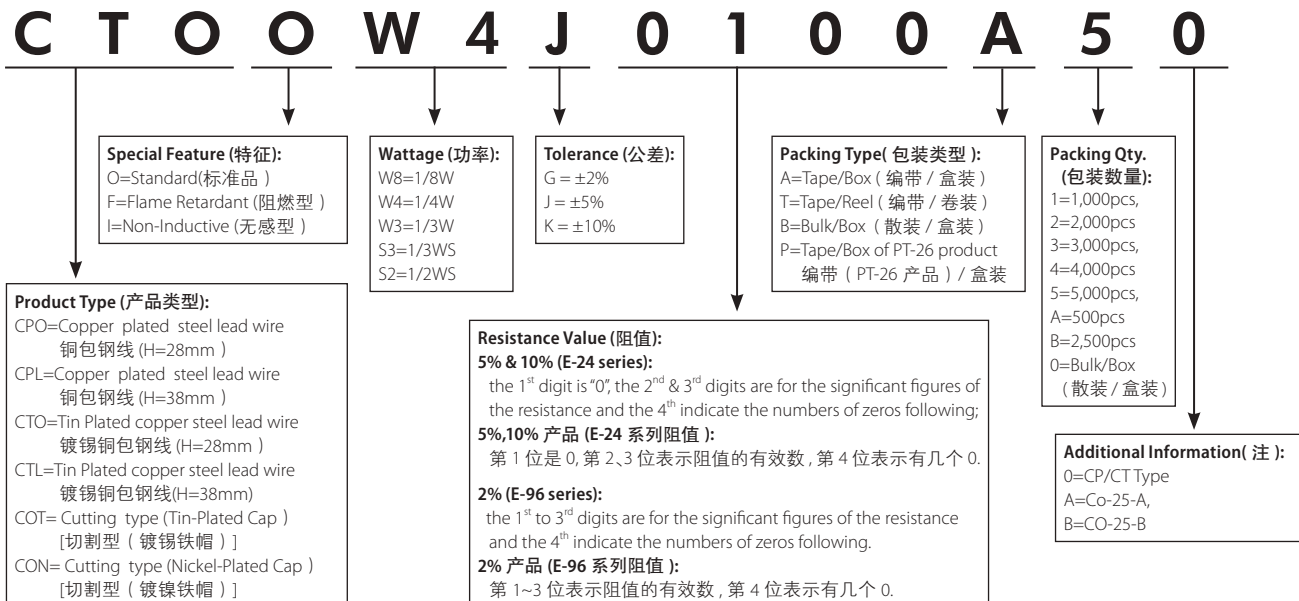 C T O O W 4 J 0 1 0 0 A 5 0
Special Feature (特征):
O=Standard(标准品 )
F=Flame Retardant (阻燃型 )
I=Non-Inductive (无感型 )
Wattage (功率):
W8=1/8W
W4=1/4W
W3=1/3W
S3=1/3WS
S2=1/2WS
Tolerance (公差):
G = ±2%
J = ±5%
K = ±10%
Packing Type( 包装类型 ):
A=Tape/Box ( 编带 / 盒装 )
T=Tape/Reel ( 编带 / 卷装 )
B=Bulk/Box ( 散装 / 盒装 )
P=Tape/Box of PT-26 product
编带 ( PT-26 产品 ) / 盒装
Packing Qty.
(包装数量):
1=1,000pcs,
2=2,000pcs
3=3,000pcs,
4=4,000pcs
5=5,000pcs,
A=500pcs
B=2,500pcs
0=Bulk/Box
( 散装 / 盒装 )
Product Type (产品类型):
CPO=Copper plated steel lead wire
铜包钢线 (H=28mm )
CPL=Copper plated steel lead wire
铜包钢线 (H=38mm)
CTO=Tin Plated copper steel lead wire
镀锡铜包钢线 (H=28mm )
CTL=Tin Plated copper steel lead wire
镀锡铜包钢线(H=38mm)
COT= Cutting type (Tin-Plated Cap )
[切割型 ( 镀锡铁帽 ) ]
CON= Cutting type (Nickel-Plated Cap )
[切割型 ( 镀镍铁帽 ) ]
Resistance Value (阻值):
5% & 10% (E-24 series):
the 1st digit is "0", the 2nd & 3rd digits are for the significant figures of
the resistance and the 4th indicate the numbers of zeros following;
5%,10% 产品 (E-24 系列阻值 ):
第 1 位是 0, 第 2、3 位表示阻值的有效数 , 第 4 位表示有几个 0.
2% (E-96 series):
the 1st to 3rd digits are for the significant figures of the resistance
and the 4th indicate the numbers of zeros following.
2% 产品 (E-96 系列阻值 ):
第 1~3 位表示阻值的有效数 , 第 4 位表示有几个 0.
Additional Information( 注 ):
0=CP/CT Type
A=Co-25-A,
B=CO-25-B